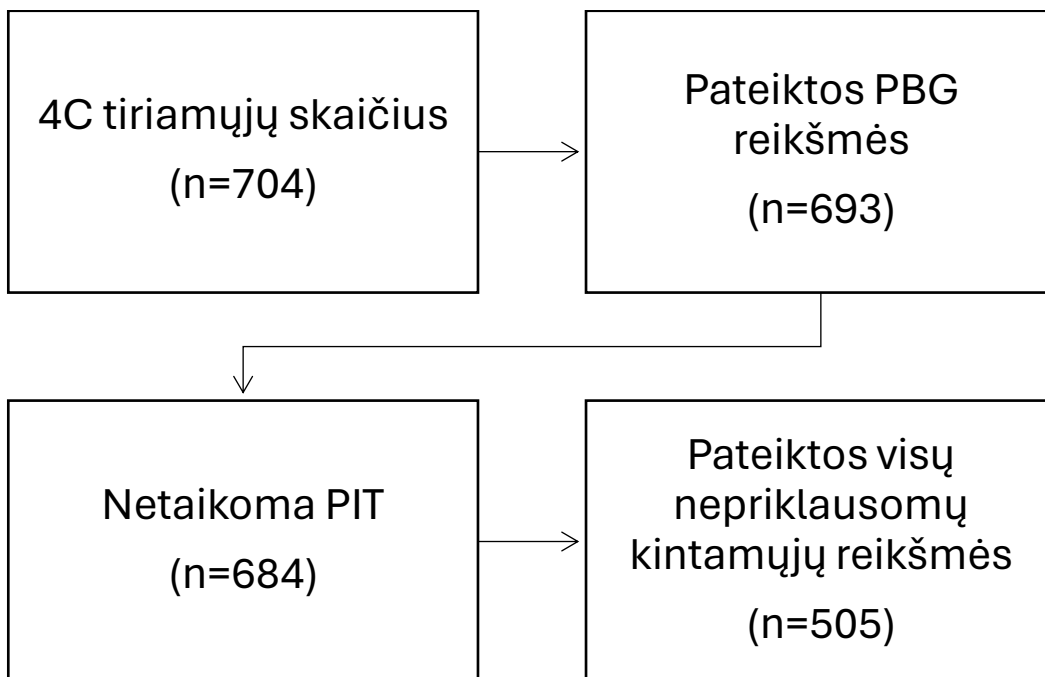 4C tiriamųjų skaičius
(n=704)
Pateiktos PBG
reikšmės
(n=693)
Netaikoma PIT
(n=684)
Pateiktos visų
nepriklausomų
kintamųjų reikšmės
(n=505)